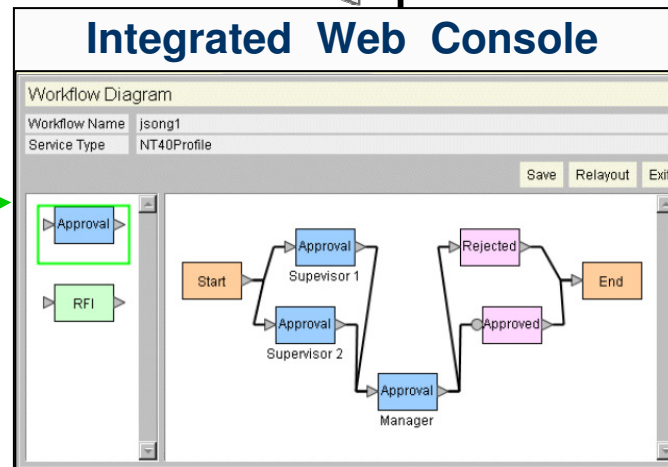 Integrated Web Console
Workflow Diagram
Workflow Name jsong1
Service Type NT40Profile
Save Relayout Exit
Approval
RFI
Start
Approval
Supevisor 1
Approval
Supervisor 2
Approval
Manager
Rejected
Approved
End